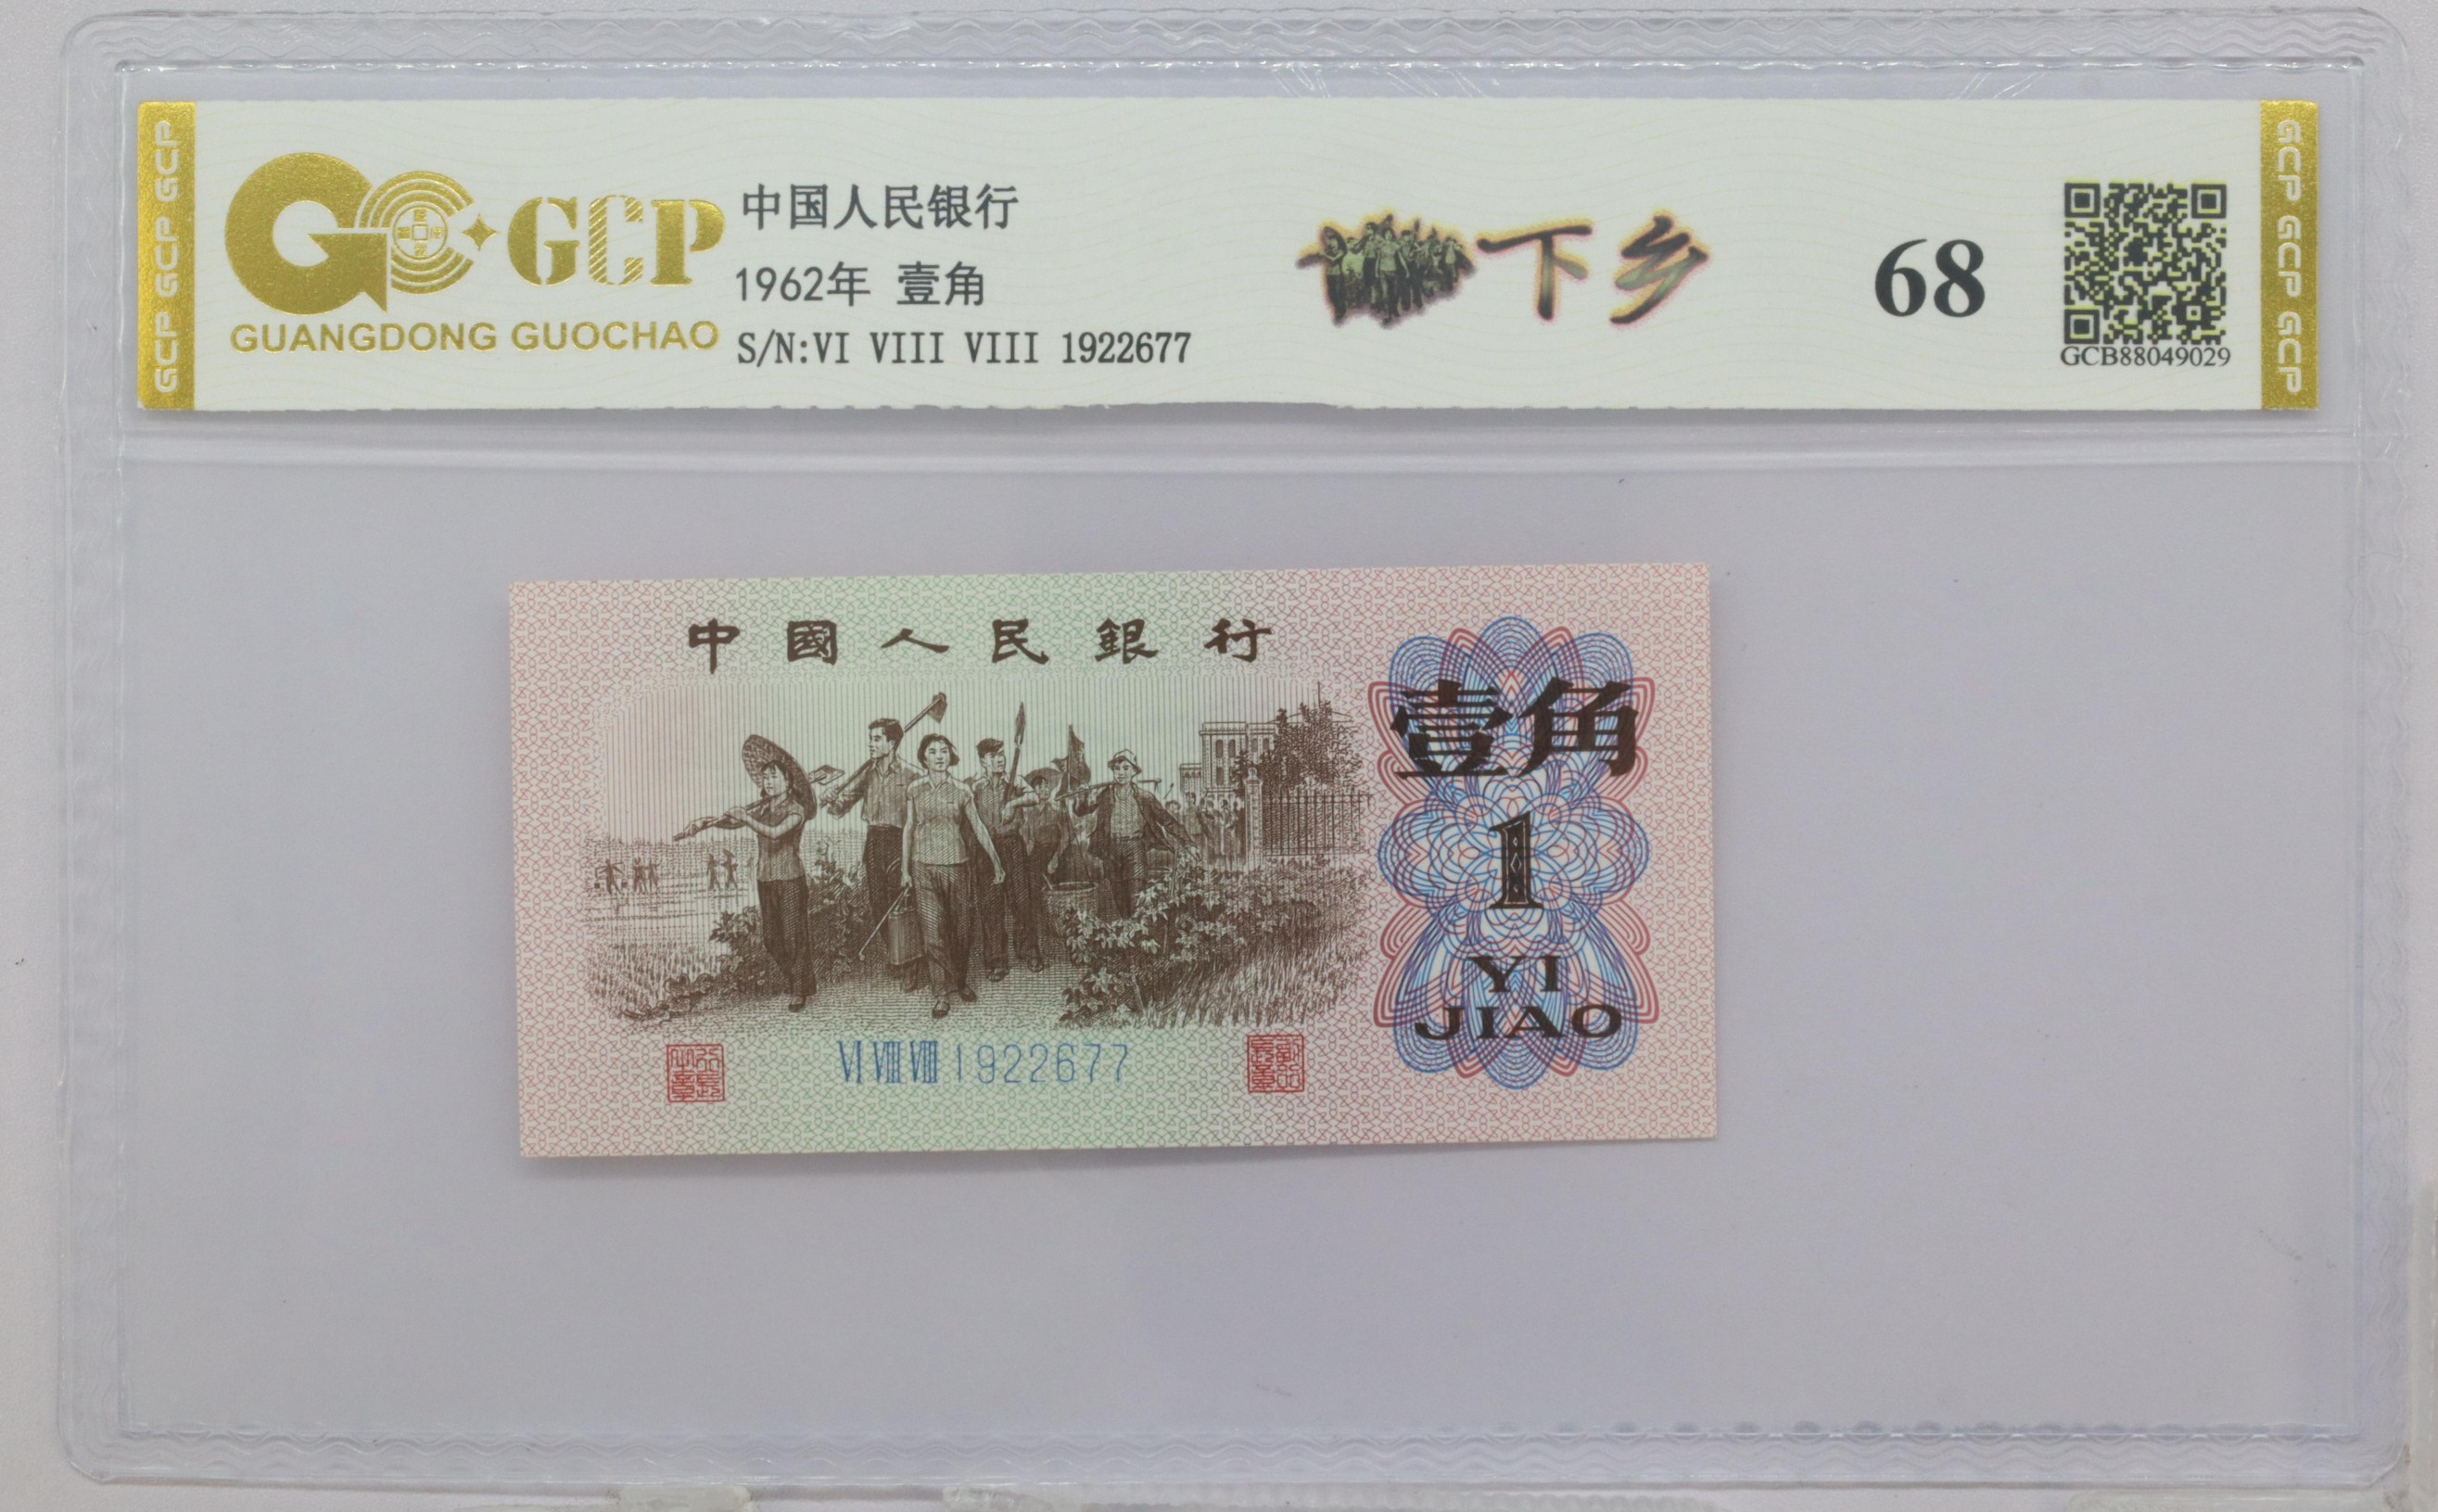 GCP GCP GCP
GCP
GUANGDONG GUOCHAO
中国人民银行
1962年 壹角
S/N:VI VIII VIII 1922677
下乡
68
GCB88049029
GCP GCP GCP
中國人民銀行
壹角
1
YI
JIAO
VI VIII VIII 1922677